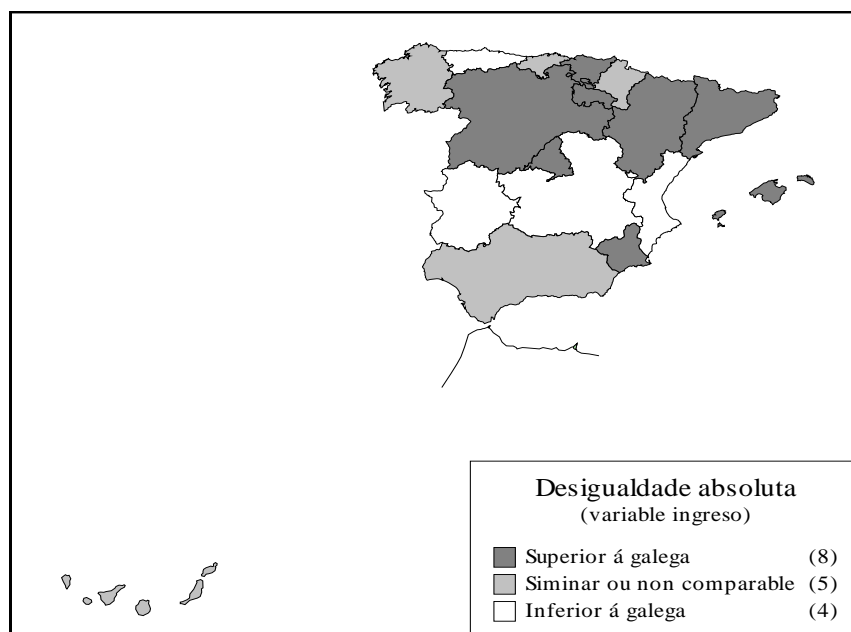 Desigualdade absoluta
(variable ingreso)
Superior á galega (8)
Siminar ou non comparable (5)
Inferior á galega (4)